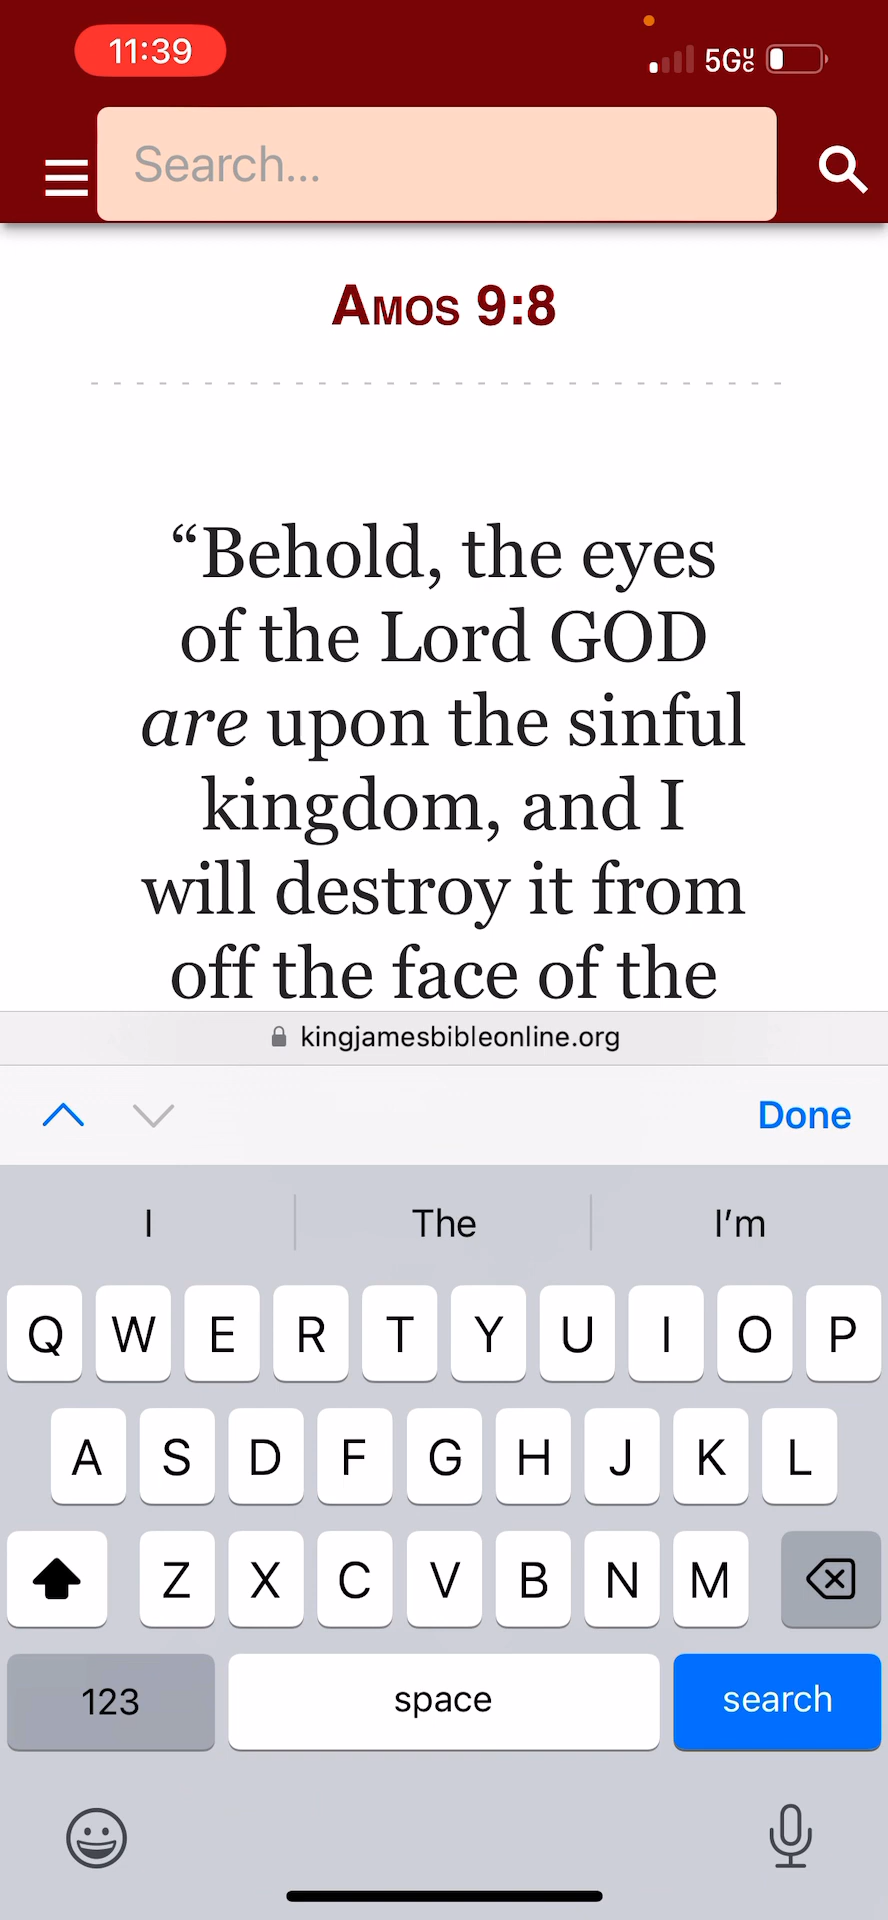 11:39
5G UC
Search...
AMOS 9:8
“Behold, the eyes
of the Lord GOD
are upon the sinful
kingdom, and I
will destroy it from
off the face of the
kingjamesbibleonline.org
Done
I The I’m
Q W E R T Y U I O P
A S D F G H J K L
Z X C V B N M
123 space search